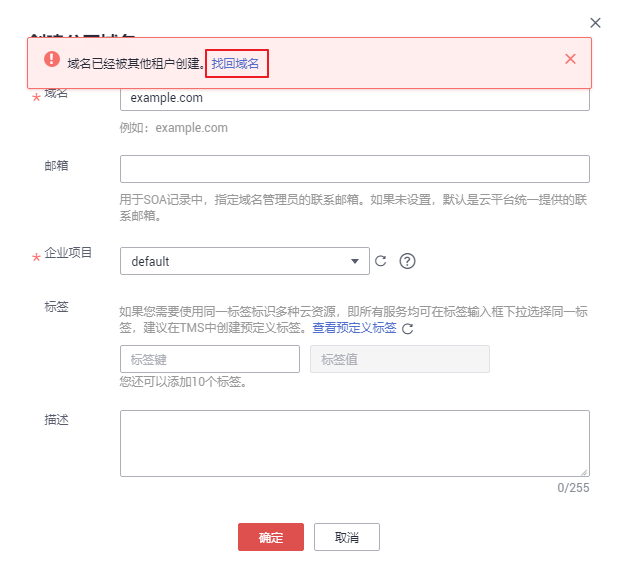 域名已经被其他租户创建。找回域名
域名
example.com
例如：example.com
邮箱
用于SOA记录中，指定域名管理员的联系邮箱。如果未设置，默认是云平台统一提供的联
系邮箱。
企业项目
default
标签
如果您需要使用同一标签标识多种云资源，即所有服务均可在标签输入框下拉选择同一标
签，建议在TMS中创建预定义标签。查看预定义标签
标签键
标签值
您还可以添加10个标签。
描述
0/255
确定
取消